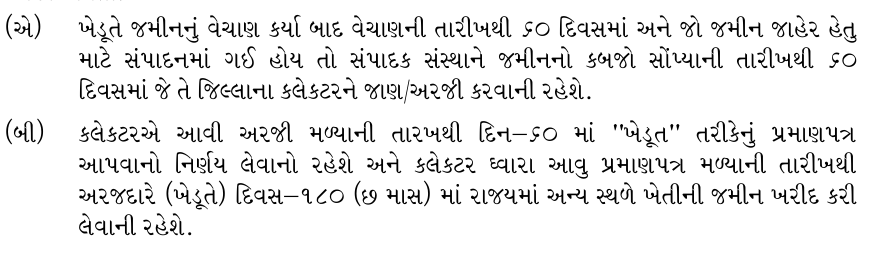 (એ) ખેડૂતે જમીનનું વેચાણ કર્યા બાદ વેચાણની તારીખથી ૬૦ દિવસમાં અને જો જમીન જાહેર હેતુ
માટે સંપાદનમાં ગઈ હોય તો સંપાદક સંસ્થાને જમીનનો કબજો સોંપ્યાની તારીખથી ૬૦
દિવસમાં જે તે જિલ્લાના કલેકટરને જાણ/અરજી કરવાની રહેશે.
(બી) કલેકટરએ આવી અરજી મળ્યાની તારખથી દિન–૬૦ માં "ખેડૂત" તરીકેનું પ્રમાણપત્ર
આપવાનો નિર્ણય લેવાનો રહેશે અને કલેકટર ધ્વારા આવુ પ્રમાણપત્ર મળ્યાની તારીખથી
અરજદારે (ખેડૂતે) દિવસ–૧૮૦ (છ માસ) માં રાજયમાં અન્ય સ્થળે ખેતીની જમીન ખરીદ કરી
લેવાની રહેશે.